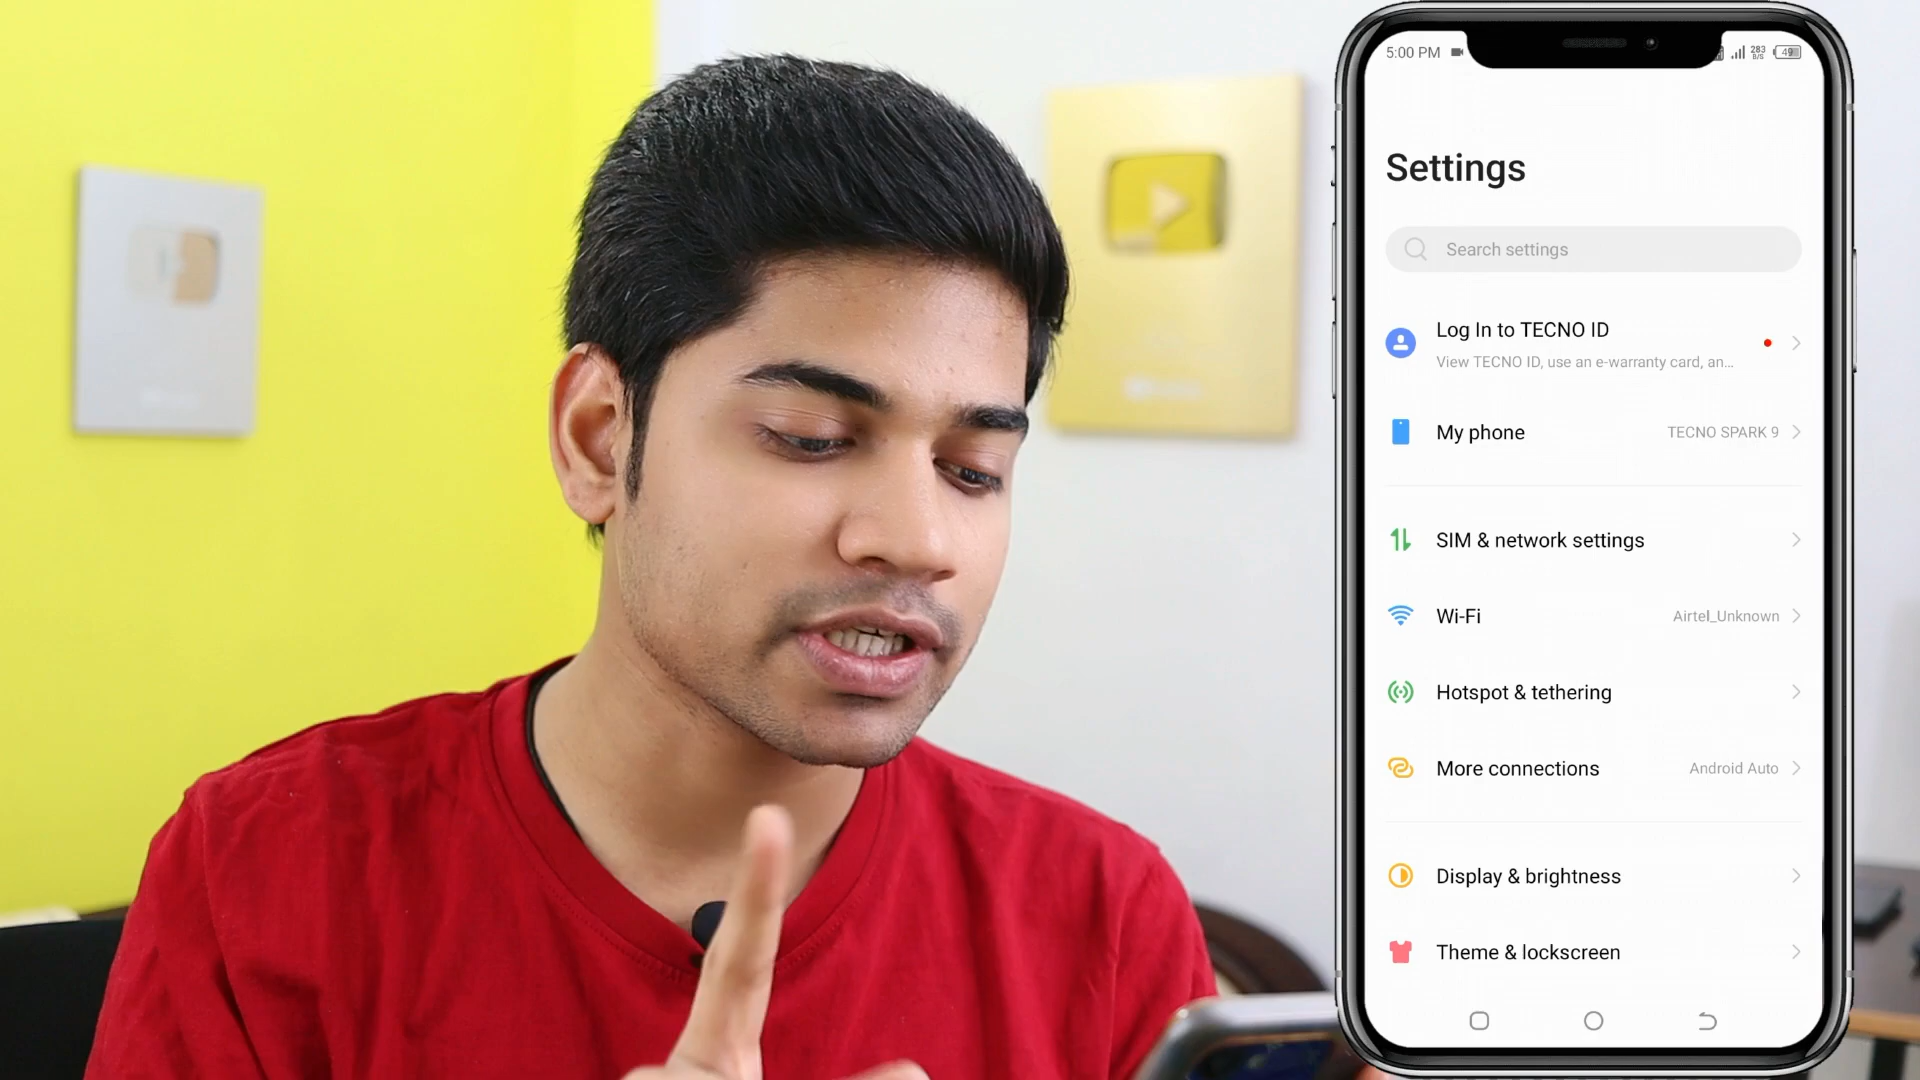 5:00 PM
283
B/S
49
Settings
Search settings
Log In to TECNO ID
View TECNO ID, use an e-warranty card, an...
My phone
TECNO SPARK 9
SIM & network settings
Wi-Fi
Airtel_Unknown
Hotspot & tethering
More connections
Android Auto
Display & brightness
Theme & lockscreen